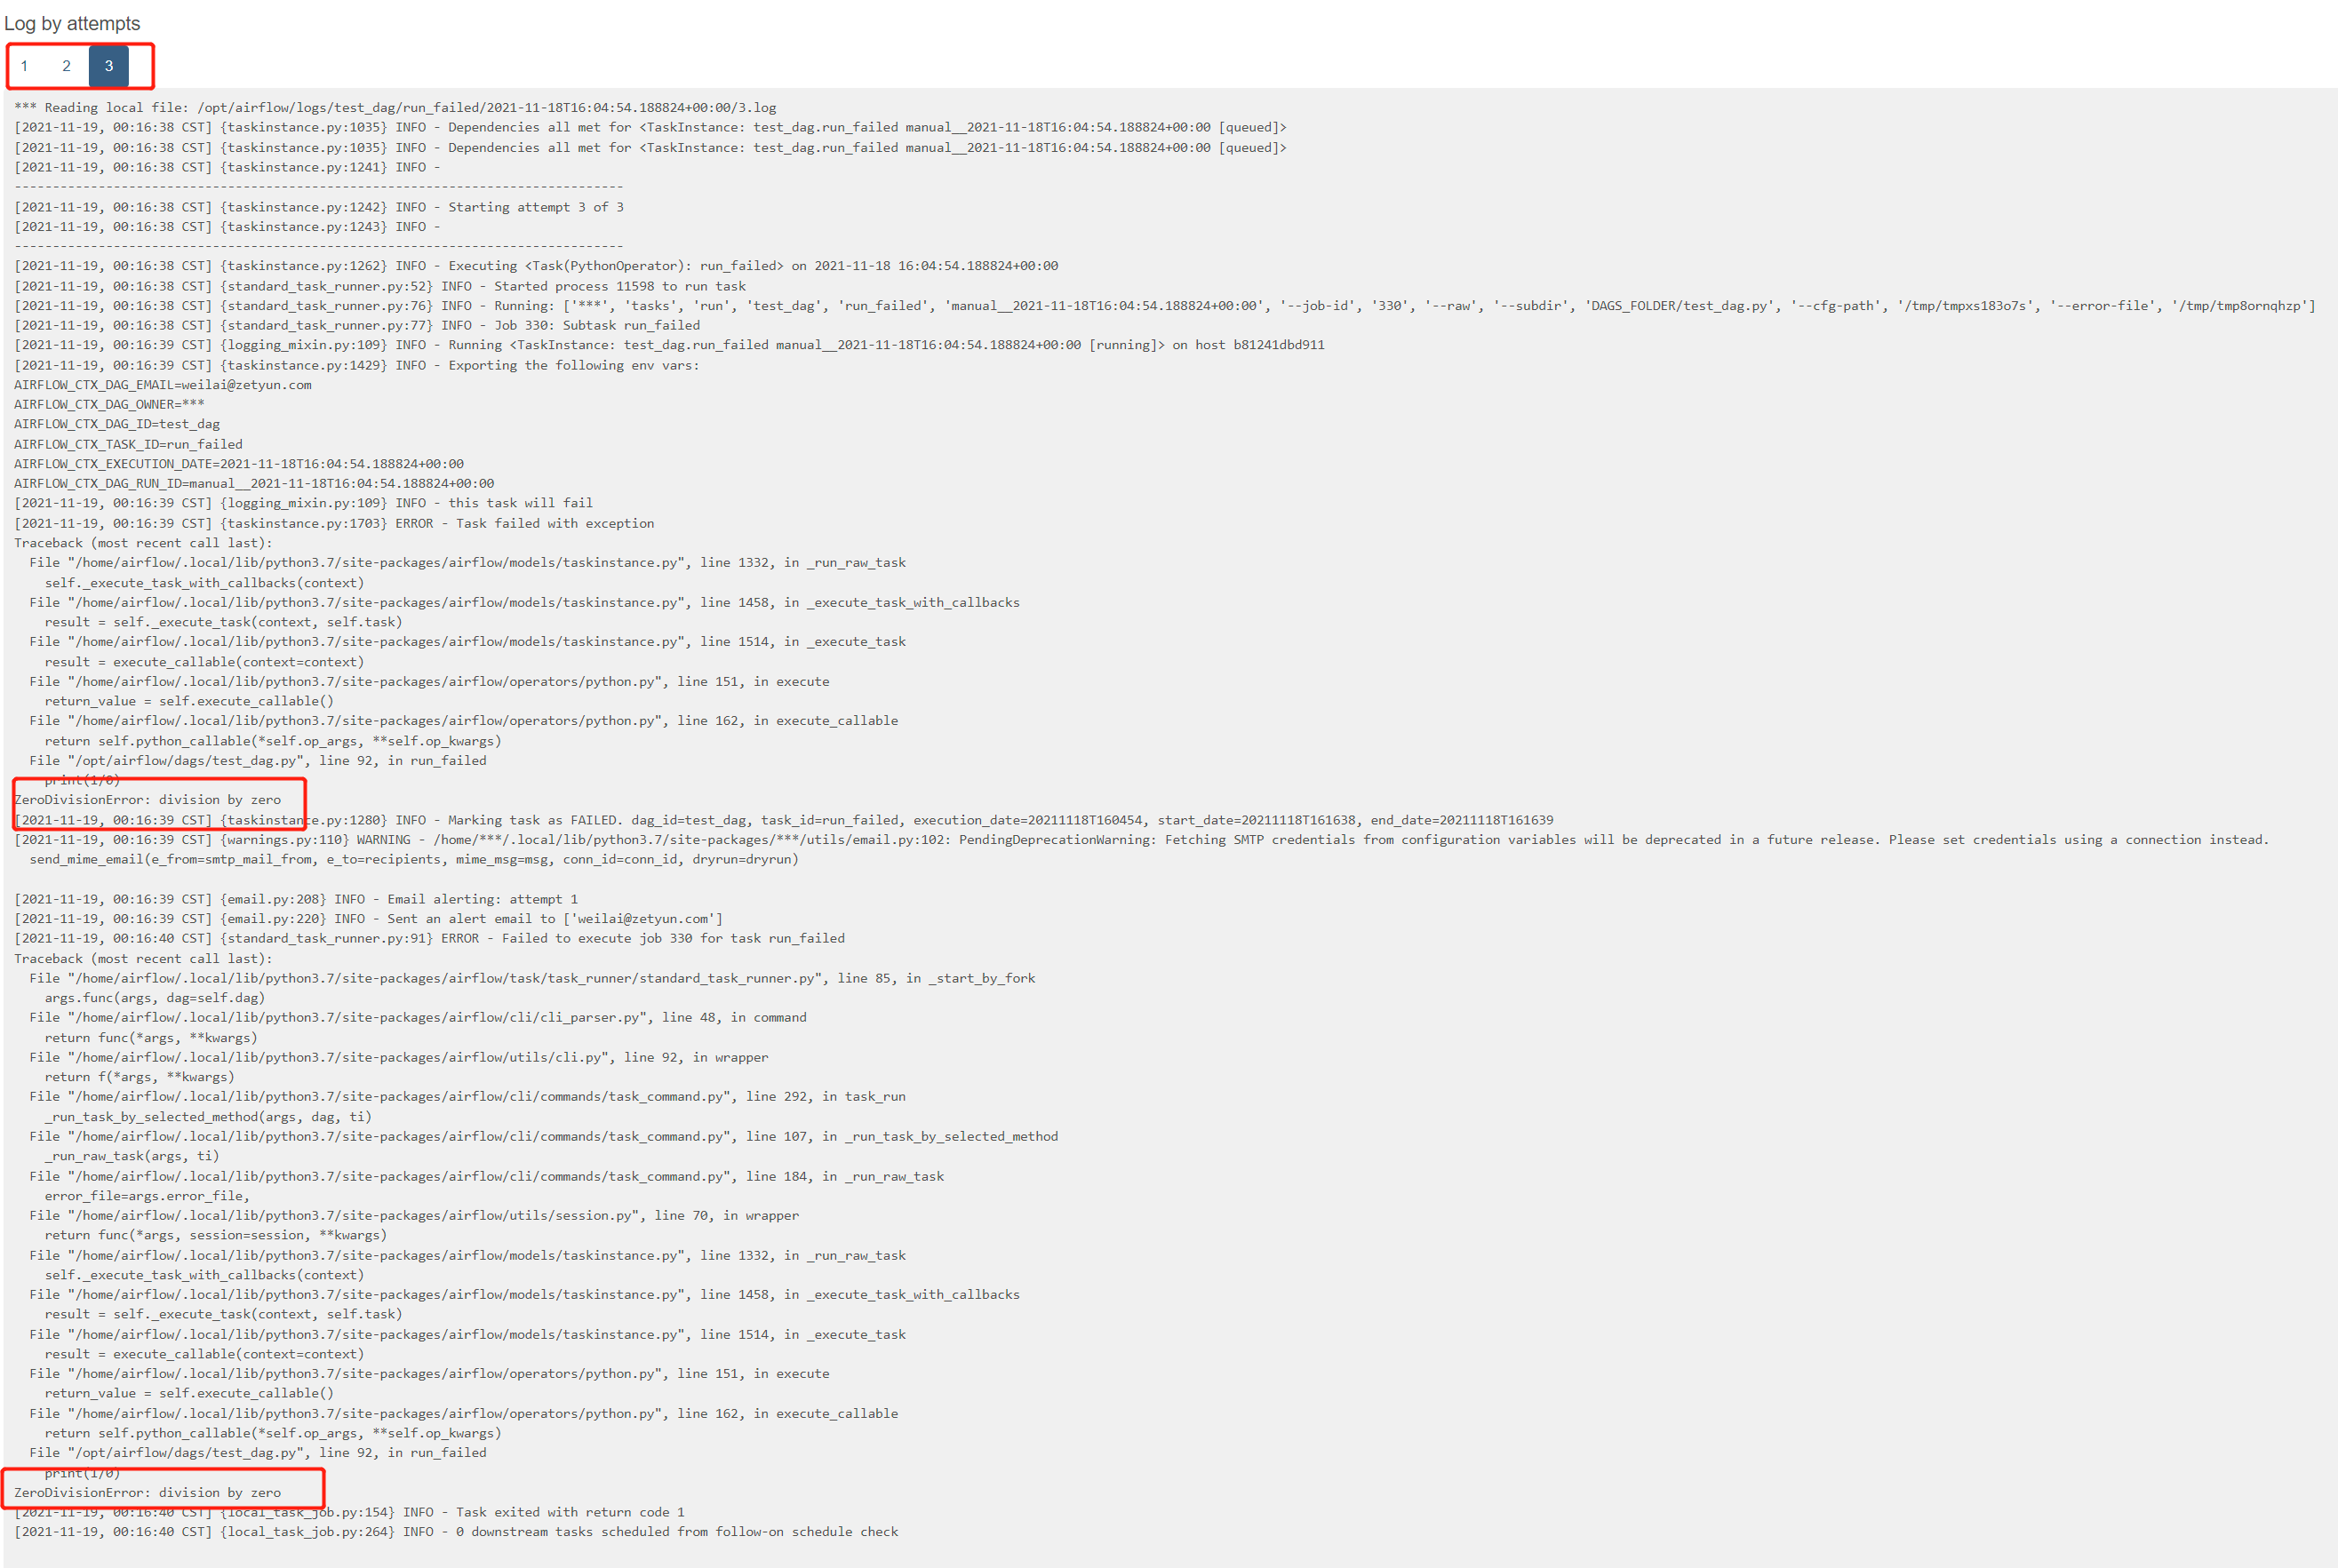 Log by attempts
1 2 3
*** Reading local file: /opt/airflow/logs/test_dag/run_failed/2021-11-18T16:04:54.188824+00:00/3.log
[2021-11-19, 00:16:38 CST] {taskinstance.py:1035} INFO - Dependencies all met for <TaskInstance: test_dag.run_failed manual__2021-11-18T16:04:54.188824+00:00 [queued]>
[2021-11-19, 00:16:38 CST] {taskinstance.py:1035} INFO - Dependencies all met for <TaskInstance: test_dag.run_failed manual__2021-11-18T16:04:54.188824+00:00 [queued]>
[2021-11-19, 00:16:38 CST] {taskinstance.py:1241} INFO -
--------------------------------------------------------------------------------
[2021-11-19, 00:16:38 CST] {taskinstance.py:1242} INFO - Starting attempt 3 of 3
[2021-11-19, 00:16:38 CST] {taskinstance.py:1243} INFO -
--------------------------------------------------------------------------------
[2021-11-19, 00:16:38 CST] {taskinstance.py:1262} INFO - Executing <Task(PythonOperator): run_failed> on 2021-11-18 16:04:54.188824+00:00
[2021-11-19, 00:16:38 CST] {standard_task_runner.py:52} INFO - Started process 11598 to run task
[2021-11-19, 00:16:38 CST] {standard_task_runner.py:76} INFO - Running: ['***', 'tasks', 'run', 'test_dag', 'run_failed', 'manual__2021-11-18T16:04:54.188824+00:00', '--job-id', '330', '--raw', '--subdir', 'DAGS_FOLDER/test_dag.py', '--cfg-path', '/tmp/tmpxs183o7s', '--error-file', '/tmp/tmp8ornqhzp']
[2021-11-19, 00:16:38 CST] {standard_task_runner.py:77} INFO - Job 330: Subtask run_failed
[2021-11-19, 00:16:39 CST] {logging_mixin.py:109} INFO - Running <TaskInstance: test_dag.run_failed manual__2021-11-18T16:04:54.188824+00:00 [running]> on host b81241dbd911
[2021-11-19, 00:16:39 CST] {taskinstance.py:1429} INFO - Exporting the following env vars:
AIRFLOW_CTX_DAG_EMAIL=weilai@zetyun.com
AIRFLOW_CTX_DAG_OWNER=***
AIRFLOW_CTX_DAG_ID=test_dag
AIRFLOW_CTX_TASK_ID=run_failed
AIRFLOW_CTX_EXECUTION_DATE=2021-11-18T16:04:54.188824+00:00
AIRFLOW_CTX_DAG_RUN_ID=manual__2021-11-18T16:04:54.188824+00:00
[2021-11-19, 00:16:39 CST] {logging_mixin.py:109} INFO - this task will fail
[2021-11-19, 00:16:39 CST] {taskinstance.py:1703} ERROR - Task failed with exception
Traceback (most recent call last):
  File "/home/airflow/.local/lib/python3.7/site-packages/airflow/models/taskinstance.py", line 1332, in _run_raw_task
    self._execute_task_with_callbacks(context)
  File "/home/airflow/.local/lib/python3.7/site-packages/airflow/models/taskinstance.py", line 1458, in _execute_task_with_callbacks
    result = self._execute_task(context, self.task)
  File "/home/airflow/.local/lib/python3.7/site-packages/airflow/models/taskinstance.py", line 1514, in _execute_task
    result = execute_callable(context=context)
  File "/home/airflow/.local/lib/python3.7/site-packages/airflow/operators/python.py", line 151, in execute
    return_value = self.execute_callable()
  File "/home/airflow/.local/lib/python3.7/site-packages/airflow/operators/python.py", line 162, in execute_callable
    return self.python_callable(*self.op_args, **self.op_kwargs)
  File "/opt/airflow/dags/test_dag.py", line 92, in run_failed
    print(1/0)
ZeroDivisionError: division by zero
[2021-11-19, 00:16:39 CST] {taskinstance.py:1280} INFO - Marking task as FAILED. dag_id=test_dag, task_id=run_failed, execution_date=20211118T160454, start_date=20211118T161638, end_date=20211118T161639
[2021-11-19, 00:16:39 CST] {warnings.py:110} WARNING - /home/***/.local/lib/python3.7/site-packages/***/utils/email.py:102: PendingDeprecationWarning: Fetching SMTP credentials from configuration variables will be deprecated in a future release. Please set credentials using a connection instead.
  send_mime_email(e_from=smtp_mail_from, e_to=recipients, mime_msg=msg, conn_id=conn_id, dryrun=dryrun)
[2021-11-19, 00:16:39 CST] {email.py:208} INFO - Email alerting: attempt 1
[2021-11-19, 00:16:39 CST] {email.py:220} INFO - Sent an alert email to ['weilai@zetyun.com']
[2021-11-19, 00:16:40 CST] {standard_task_runner.py:91} ERROR - Failed to execute job 330 for task run_failed
Traceback (most recent call last):
  File "/home/airflow/.local/lib/python3.7/site-packages/airflow/task/task_runner/standard_task_runner.py", line 85, in _start_by_fork
    args.func(args, dag=self.dag)
  File "/home/airflow/.local/lib/python3.7/site-packages/airflow/cli/cli_parser.py", line 48, in command
    return func(*args, **kwargs)
  File "/home/airflow/.local/lib/python3.7/site-packages/airflow/utils/cli.py", line 92, in wrapper
    return f(*args, **kwargs)
  File "/home/airflow/.local/lib/python3.7/site-packages/airflow/cli/commands/task_command.py", line 292, in task_run
    _run_task_by_selected_method(args, dag, ti)
  File "/home/airflow/.local/lib/python3.7/site-packages/airflow/cli/commands/task_command.py", line 107, in _run_task_by_selected_method
    _run_raw_task(args, ti)
  File "/home/airflow/.local/lib/python3.7/site-packages/airflow/cli/commands/task_command.py", line 184, in _run_raw_task
    error_file=args.error_file,
  File "/home/airflow/.local/lib/python3.7/site-packages/airflow/utils/session.py", line 70, in wrapper
    return func(*args, session=session, **kwargs)
  File "/home/airflow/.local/lib/python3.7/site-packages/airflow/models/taskinstance.py", line 1332, in _run_raw_task
    self._execute_task_with_callbacks(context)
  File "/home/airflow/.local/lib/python3.7/site-packages/airflow/models/taskinstance.py", line 1458, in _execute_task_with_callbacks
    result = self._execute_task(context, self.task)
  File "/home/airflow/.local/lib/python3.7/site-packages/airflow/models/taskinstance.py", line 1514, in _execute_task
    result = execute_callable(context=context)
  File "/home/airflow/.local/lib/python3.7/site-packages/airflow/operators/python.py", line 151, in execute
    return_value = self.execute_callable()
  File "/home/airflow/.local/lib/python3.7/site-packages/airflow/operators/python.py", line 162, in execute_callable
    return self.python_callable(*self.op_args, **self.op_kwargs)
  File "/opt/airflow/dags/test_dag.py", line 92, in run_failed
    print(1/0)
ZeroDivisionError: division by zero
[2021-11-19, 00:16:40 CST] {local_task_job.py:154} INFO - Task exited with return code 1
[2021-11-19, 00:16:40 CST] {local_task_job.py:264} INFO - 0 downstream tasks scheduled from follow-on schedule check